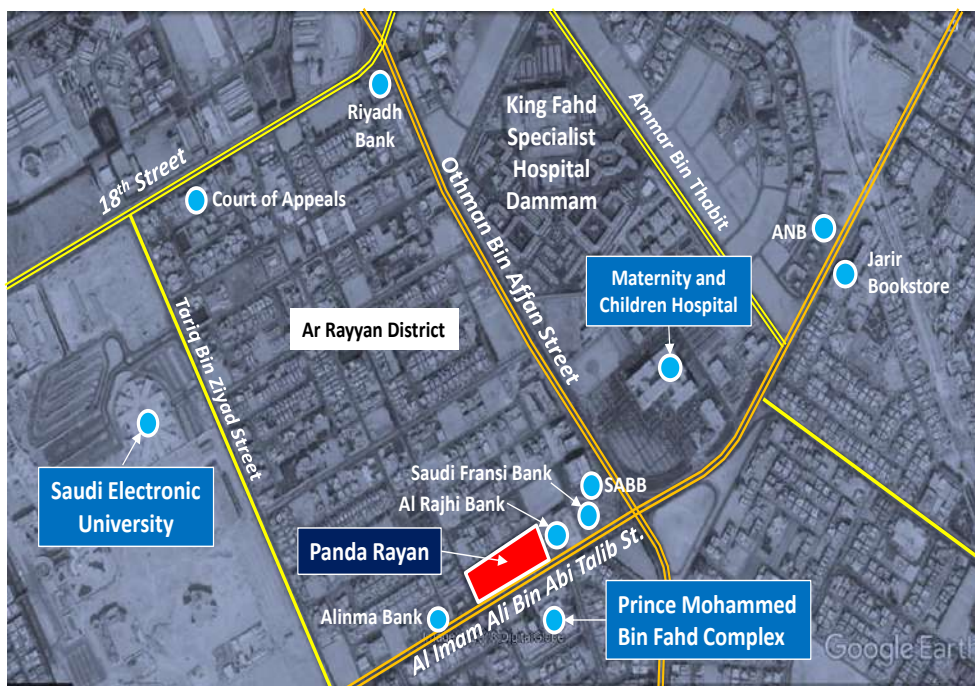 Riyadh
Bank
King Fahd
Specialist
Hospital
Dammam
Ammar Bin Thabit
18th Street
Court of Appeals
Othman Bin Affan Street
ANB
Jarir
Bookstore
Maternity and
Children Hospital
Ar Rayyan District
Tariq Bin Ziyad Street
Saudi Electronic
University
Saudi Fransi Bank
SABB
Al Rajhi Bank
Panda Rayan
Al Imam Ali Bin Abi Talib St.
Alinma Bank
Prince Mohammed
Bin Fahd Complex
Google Earth